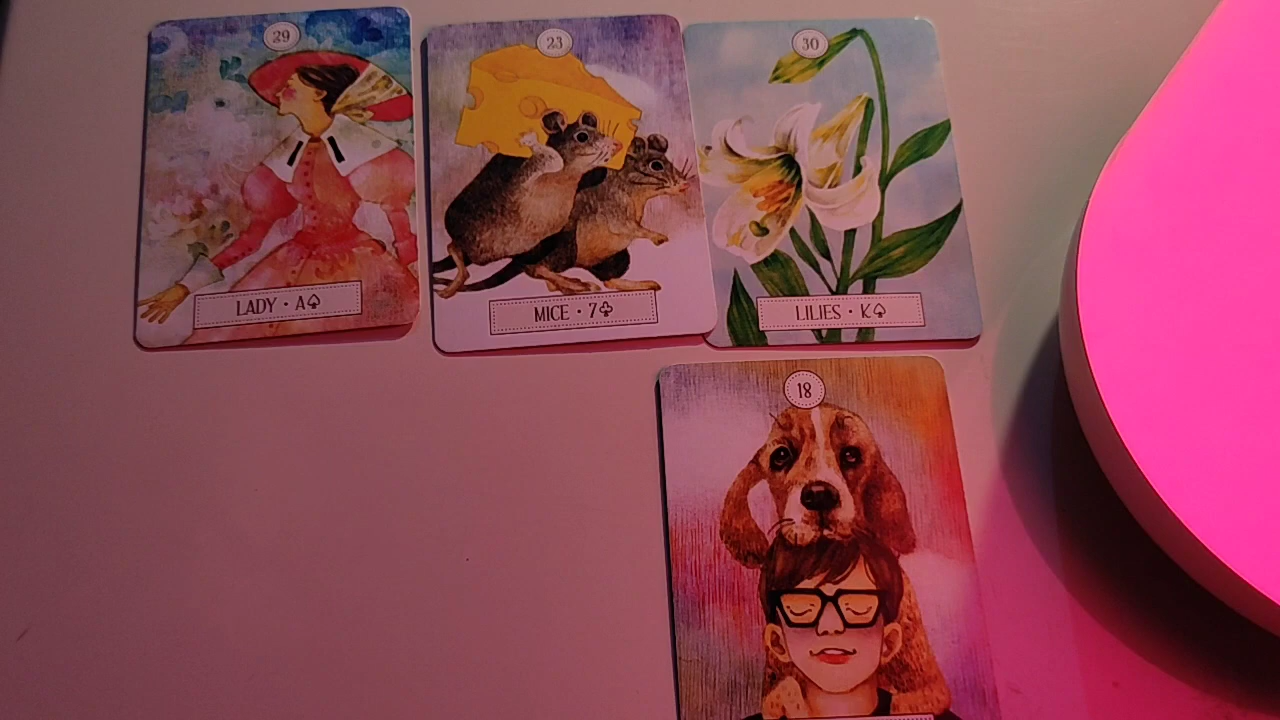 29
LADY · A♤
23
MICE · 7♧
30
LILIES · K♤
18